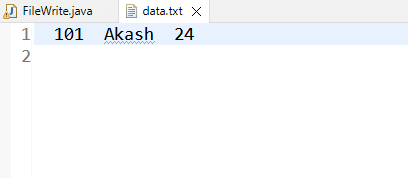 FileWrite.java data.txt
1 101 Akash 24
2